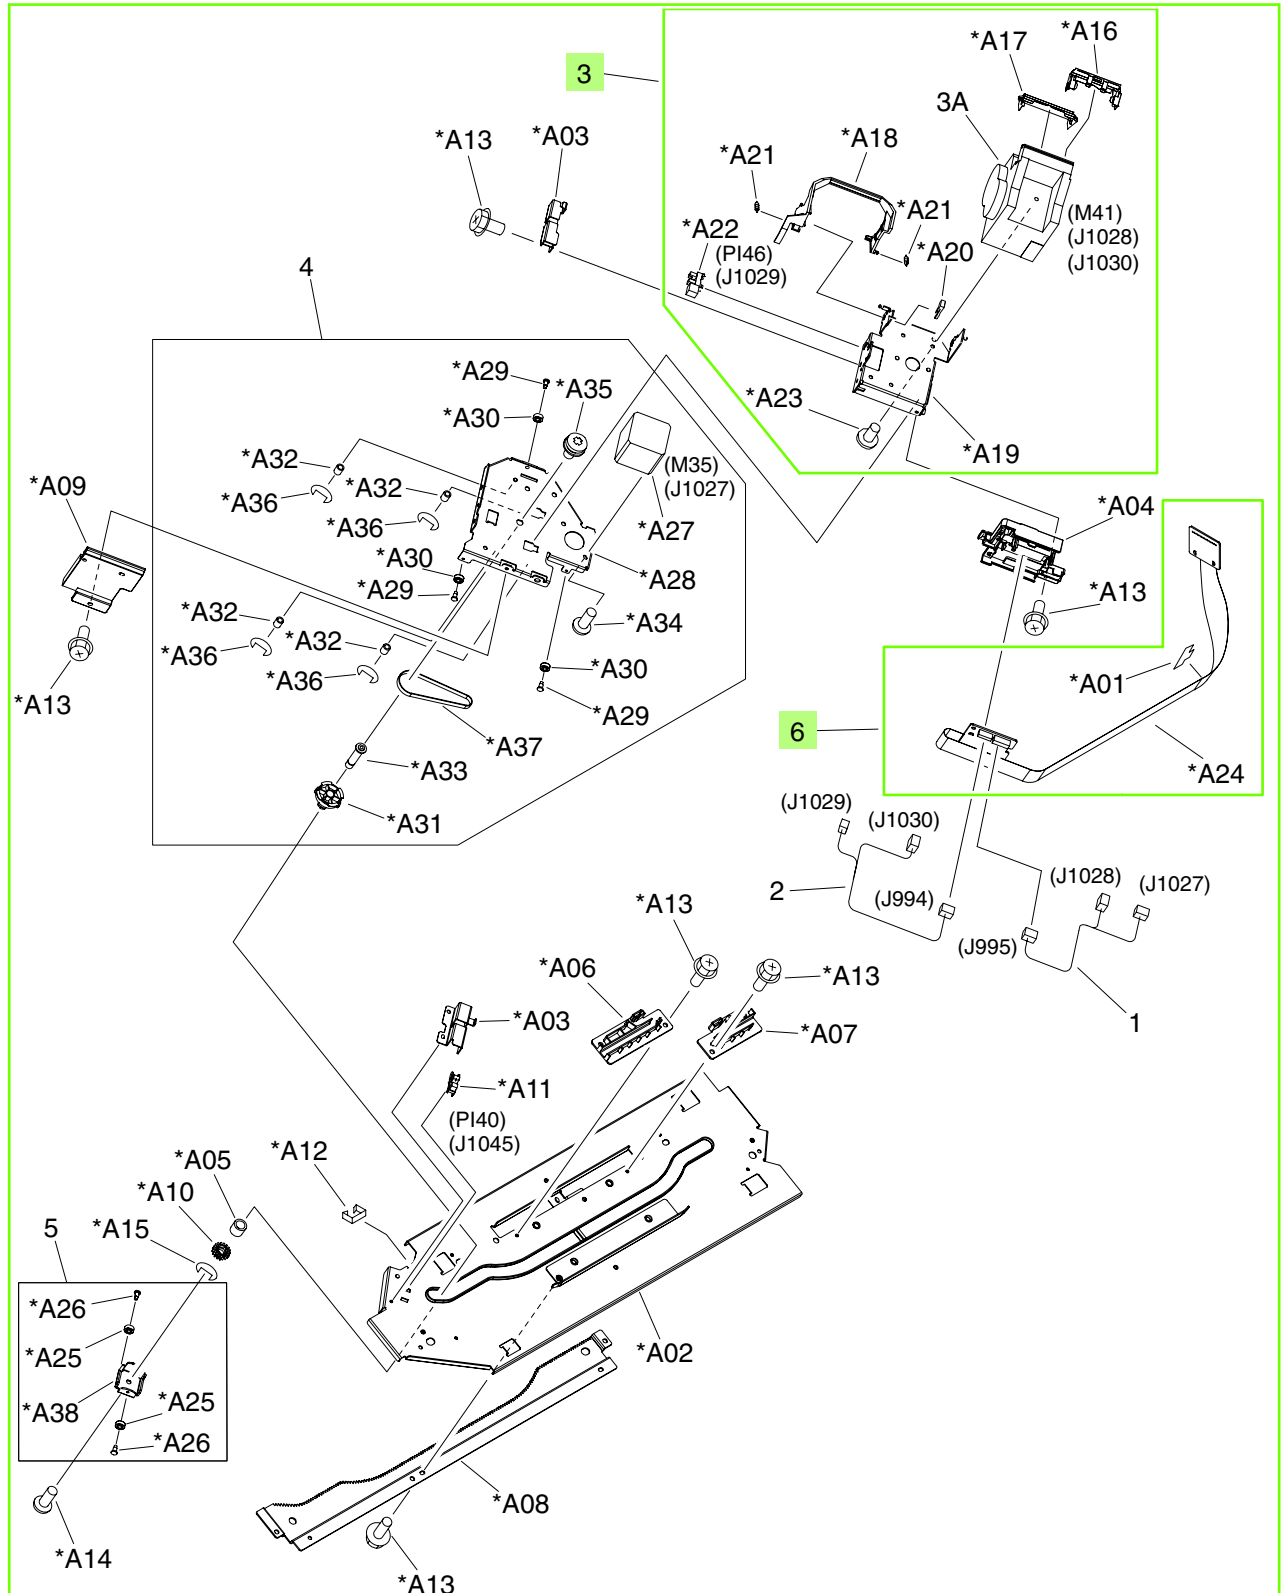 *A16
*A17
3
3A
*A03
*A13
*A18
*A21
*A21
*A22
(PI46)
(J1029)
*A20
(M41)
(J1028)
(J1030)
4
*A29
*A35
*A30
*A23
*A19
*A32
(M35)
(J1027)
*A09
*A32
*A36
*A04
*A36
*A27
*A30
*A28
*A29
*A13
*A32
*A34
*A32
*A36
*A30
*A36
*A01
*A13
*A29
6
*A37
*A33
*A24
(J1029)
*A31
(J1030)
(J1028)
(J1027)
2
(J994)
*A13
(J995)
*A06
*A13
*A03
1
*A07
*A11
(PI40)
(J1045)
*A12
*A05
*A10
5
*A15
*A26
*A25
*A02
*A38
*A25
*A26
*A08
*A14
*A13